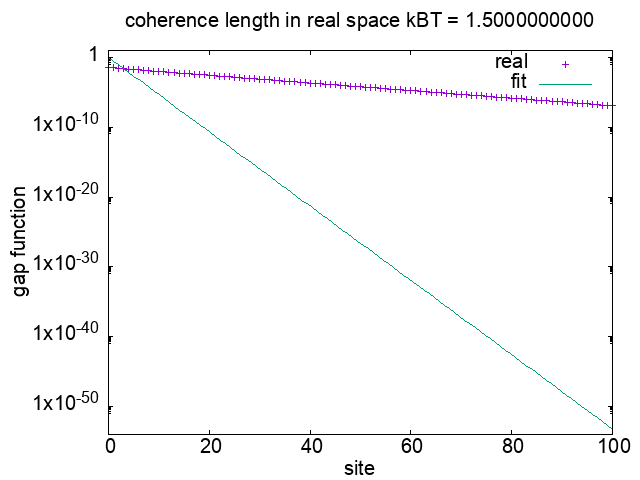 coherence length in real space kBT = 1.5000000000
1
real
fit
1x10^-10
1x10^-20
1x10^-30
1x10^-40
1x10^-50
gap function
0 20 40 60 80 100
site